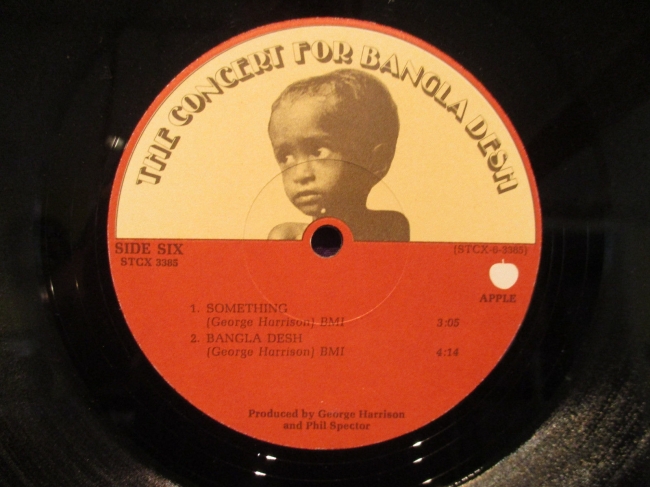 THE CONCERT FOR BANGLA DESH
SIDE SIX
STCX 3385
(STCX-6-3385)
APPLE
1. SOMETHING
(George Harrison) BMI 3:05
2. BANGLA DESH
(George Harrison) BMI 4:14
Produced by George Harrison
and Phil Spector